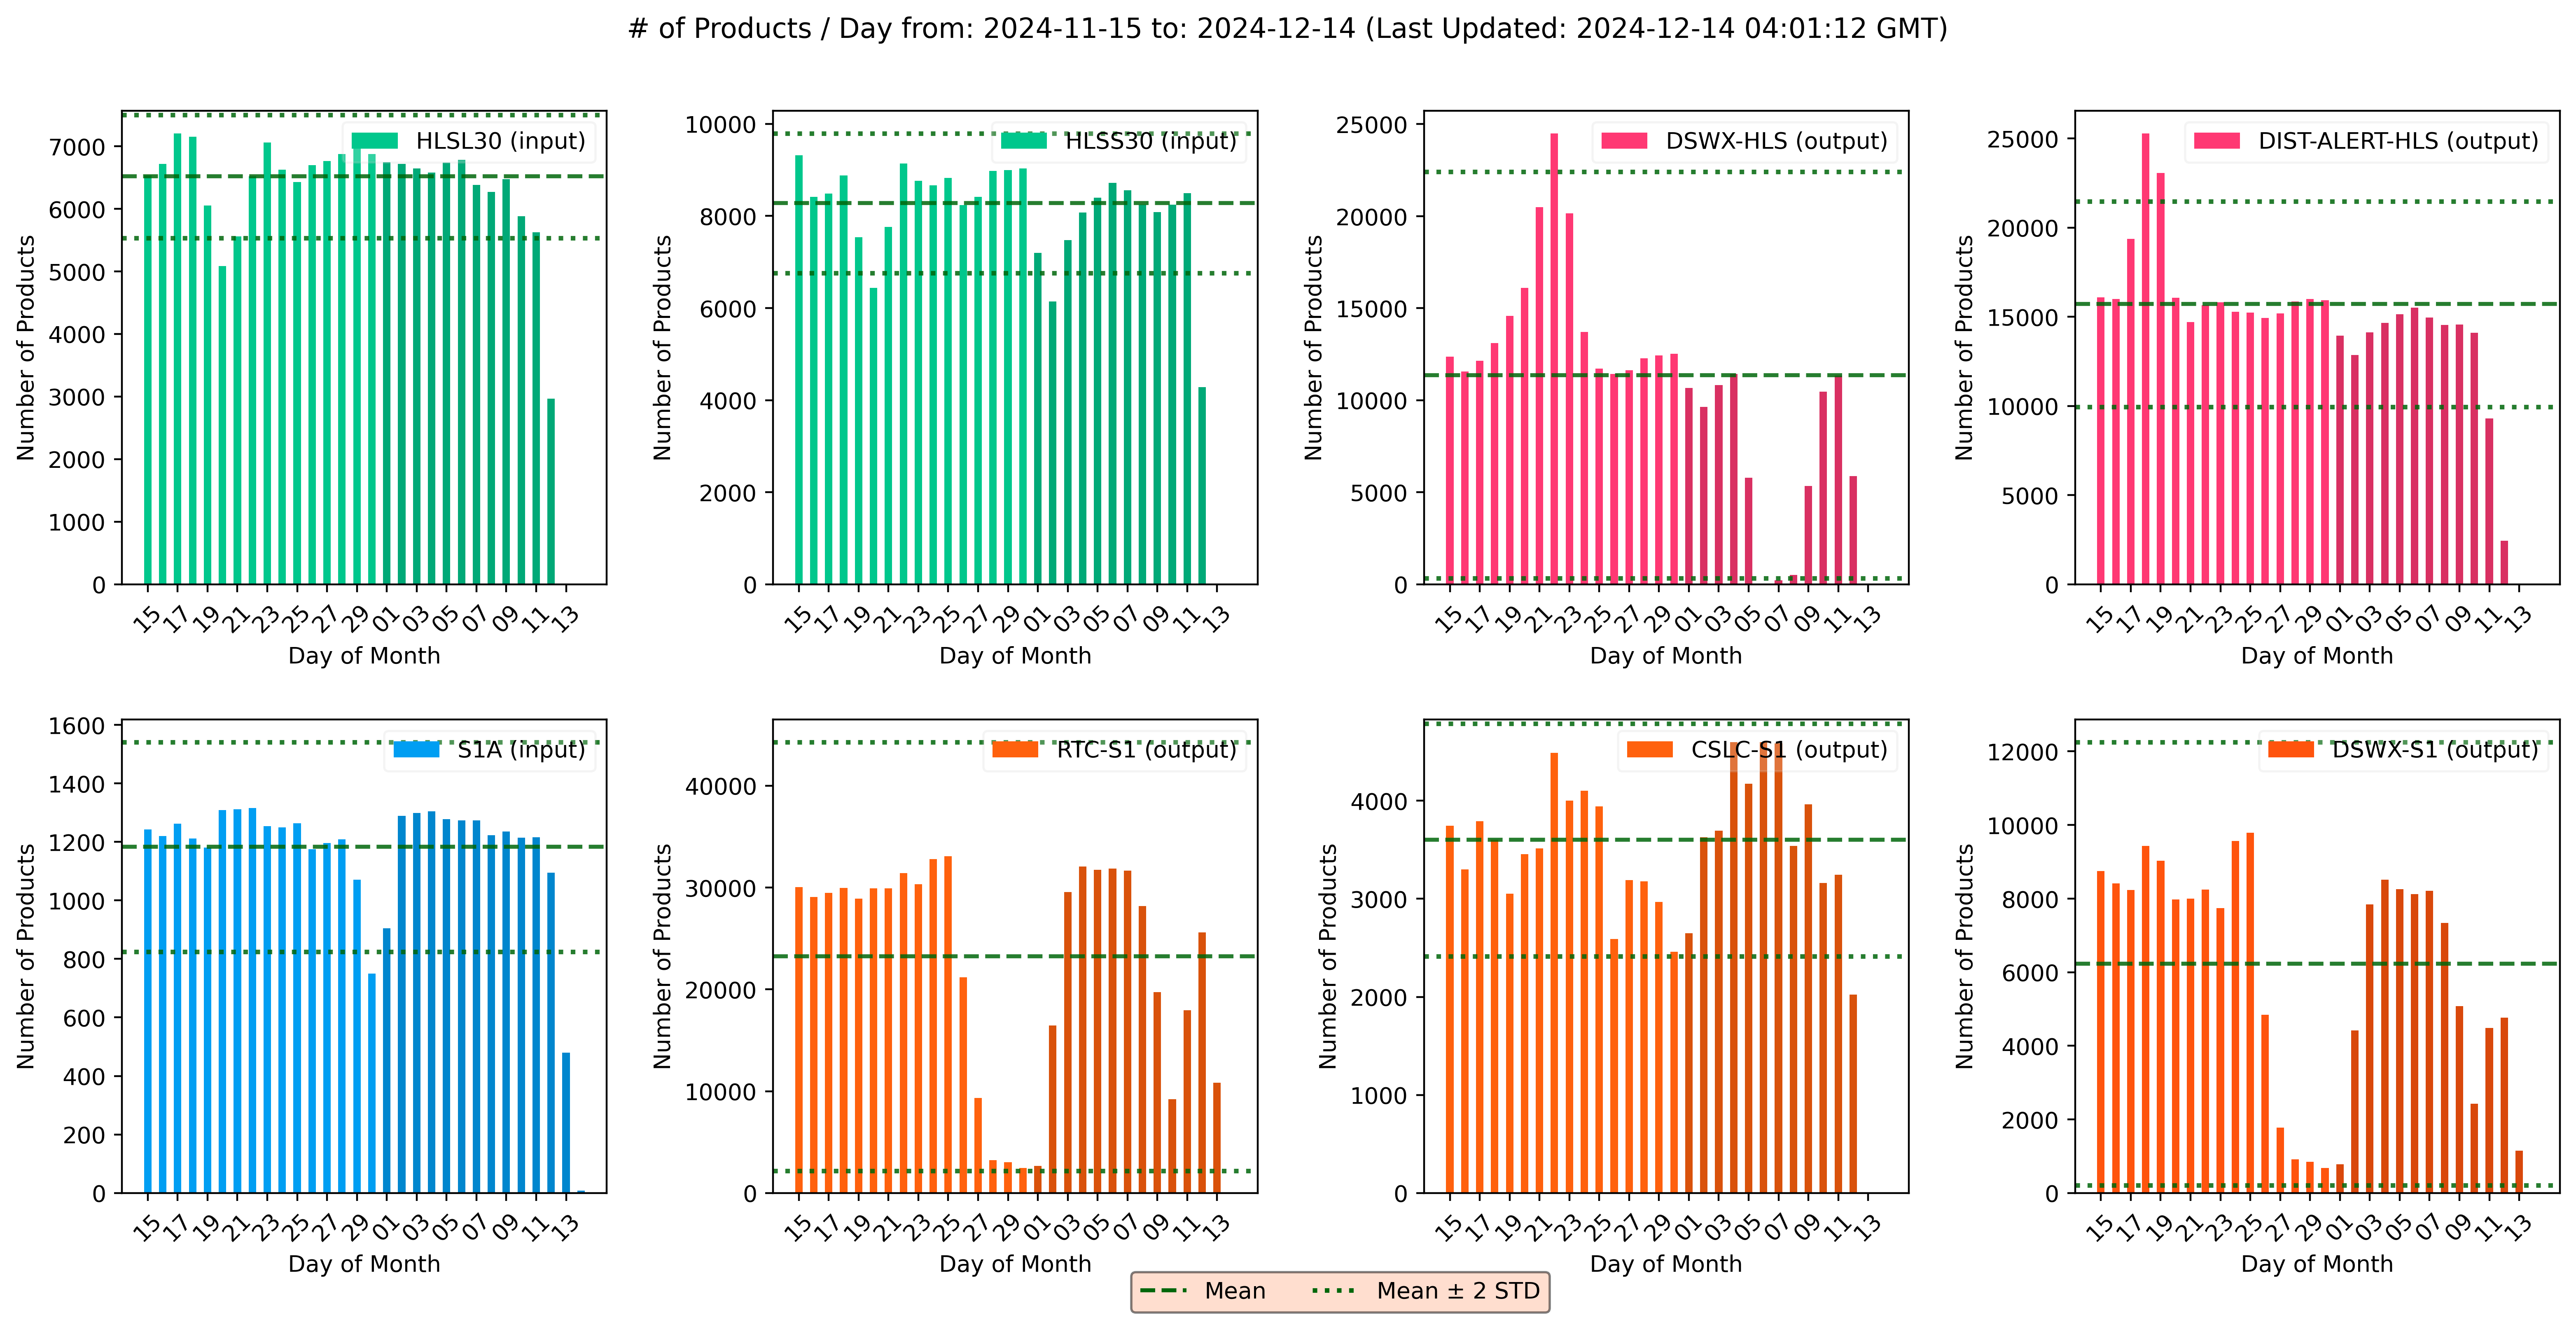 # of Products / Day from: 2024-11-15 to: 2024-12-14 (Last Updated: 2024-12-14 04:01:12 GMT)
HLSL30 (input)
Number of Products
7000
6000
5000
4000
3000
2000
1000
0
15 17 19 21 23 25 27 29 01 03 05 07 09 11 13
Day of Month
HLSS30 (input)
Number of Products
10000
8000
6000
4000
2000
0
15 17 19 21 23 25 27 29 01 03 05 07 09 11 13
Day of Month
DSWX-HLS (output)
Number of Products
25000
20000
15000
10000
5000
0
15 17 19 21 23 25 27 29 01 03 05 07 09 11 13
Day of Month
DIST-ALERT-HLS (output)
Number of Products
25000
20000
15000
10000
5000
0
15 17 19 21 23 25 27 29 01 03 05 07 09 11 13
Day of Month
S1A (input)
Number of Products
1600
1400
1200
1000
800
600
400
200
0
15 17 19 21 23 25 27 29 01 03 05 07 09 11 13
Day of Month
RTC-S1 (output)
Number of Products
40000
30000
20000
10000
0
15 17 19 21 23 25 27 29 01 03 05 07 09 11 13
Day of Month
CSLC-S1 (output)
Number of Products
4000
3000
2000
1000
0
15 17 19 21 23 25 27 29 01 03 05 07 09 11 13
Day of Month
DSWX-S1 (output)
Number of Products
12000
10000
8000
6000
4000
2000
0
15 17 19 21 23 25 27 29 01 03 05 07 09 11 13
Day of Month
Mean
Mean ± 2 STD